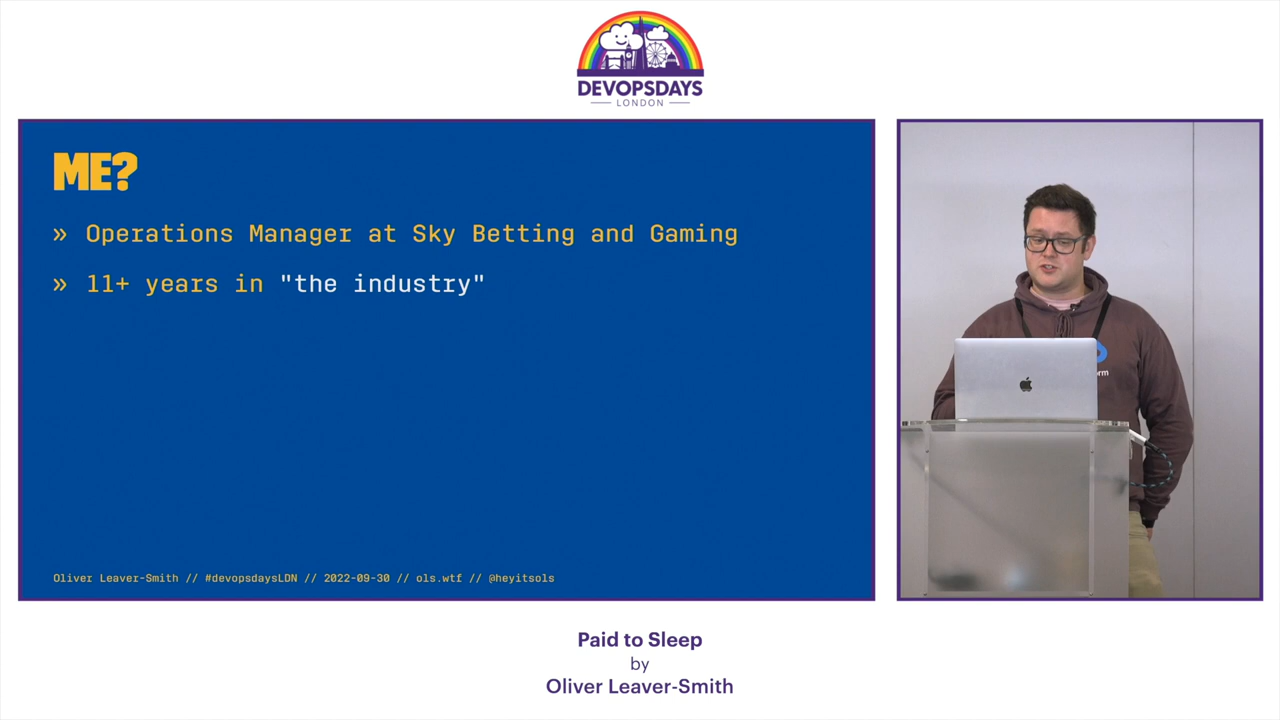 DEVOPSDAYS
LONDON
ME?
» Operations Manager at Sky Betting and Gaming
» 11+ years in "the industry"
Oliver Leaver-Smith // #devopsdaysLDN // 2022-09-30 // ols.wtf // @heyitsols
Paid to Sleep
by
Oliver Leaver-Smith